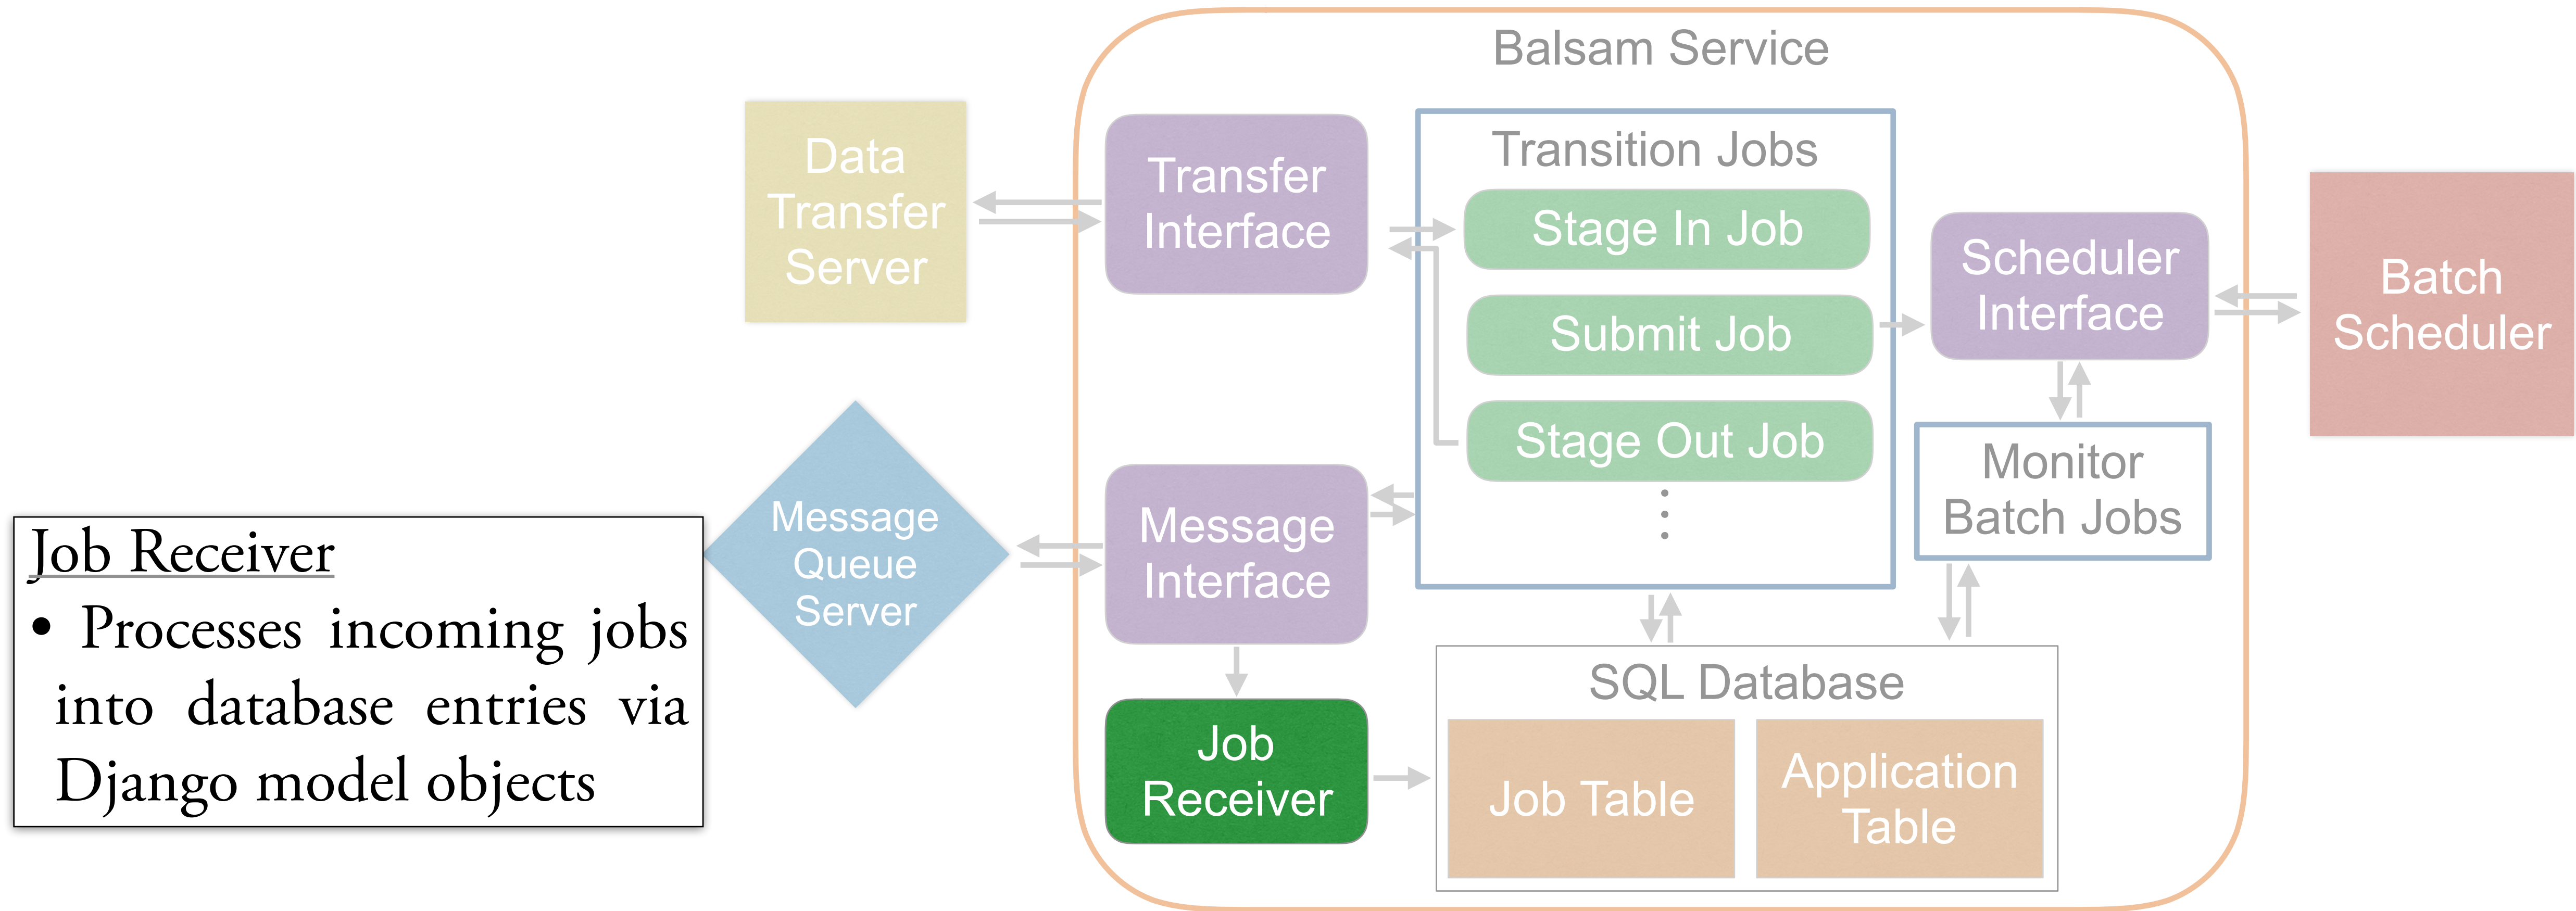 Balsam Service
Data
Transfer
Server
Transfer
Interface
Transition Jobs
Stage In Job
Submit Job
Stage Out Job
Scheduler
Interface
Batch
Scheduler
Monitor
Batch Jobs
Message
Queue
Server
Message
Interface
Job Receiver
• Processes incoming jobs
into database entries via
Django model objects
Job
Receiver
SQL Database
Job Table
Application
Table